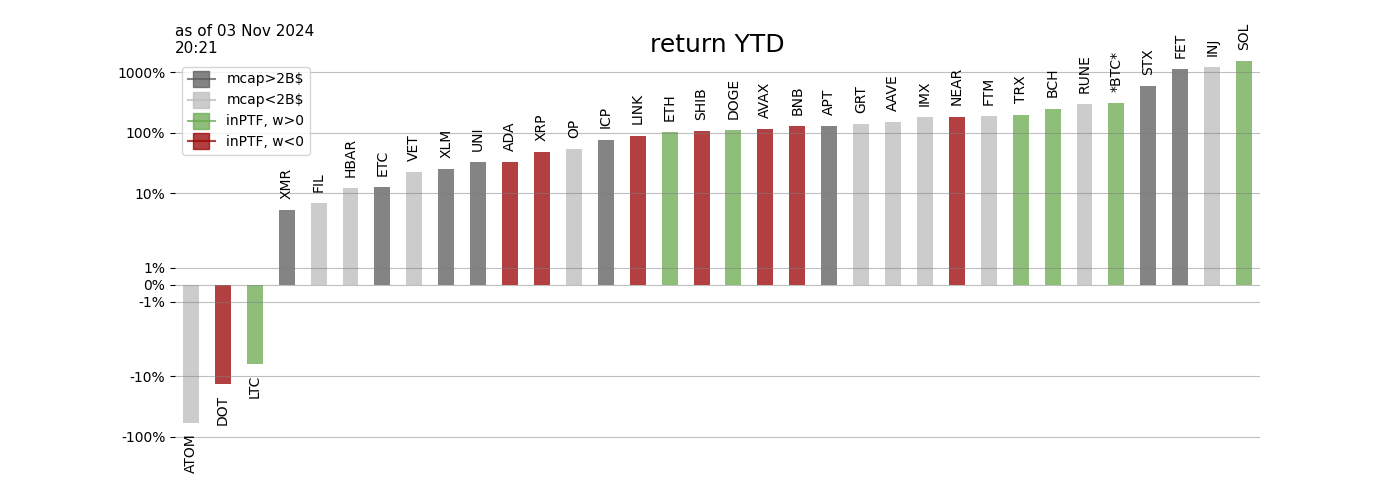 as of 03 Nov 2024
20:21
return YTD
mcap>2B$
mcap<2B$
inPTF, w>0
inPTF, w<0
1000%
100%
10%
1%
0%
-1%
-10%
-100%
ATOM
DOT
LTC
XMR
FIL
HBAR
ETC
VET
XLM
UNI
ADA
XRP
OP
ICP
LINK
ETH
SHIB
DOGE
AVAX
BNB
APT
GRT
AAVE
IMX
NEAR
FTM
TRX
BCH
RUNE
*BTC*
STX
FET
INJ
SOL